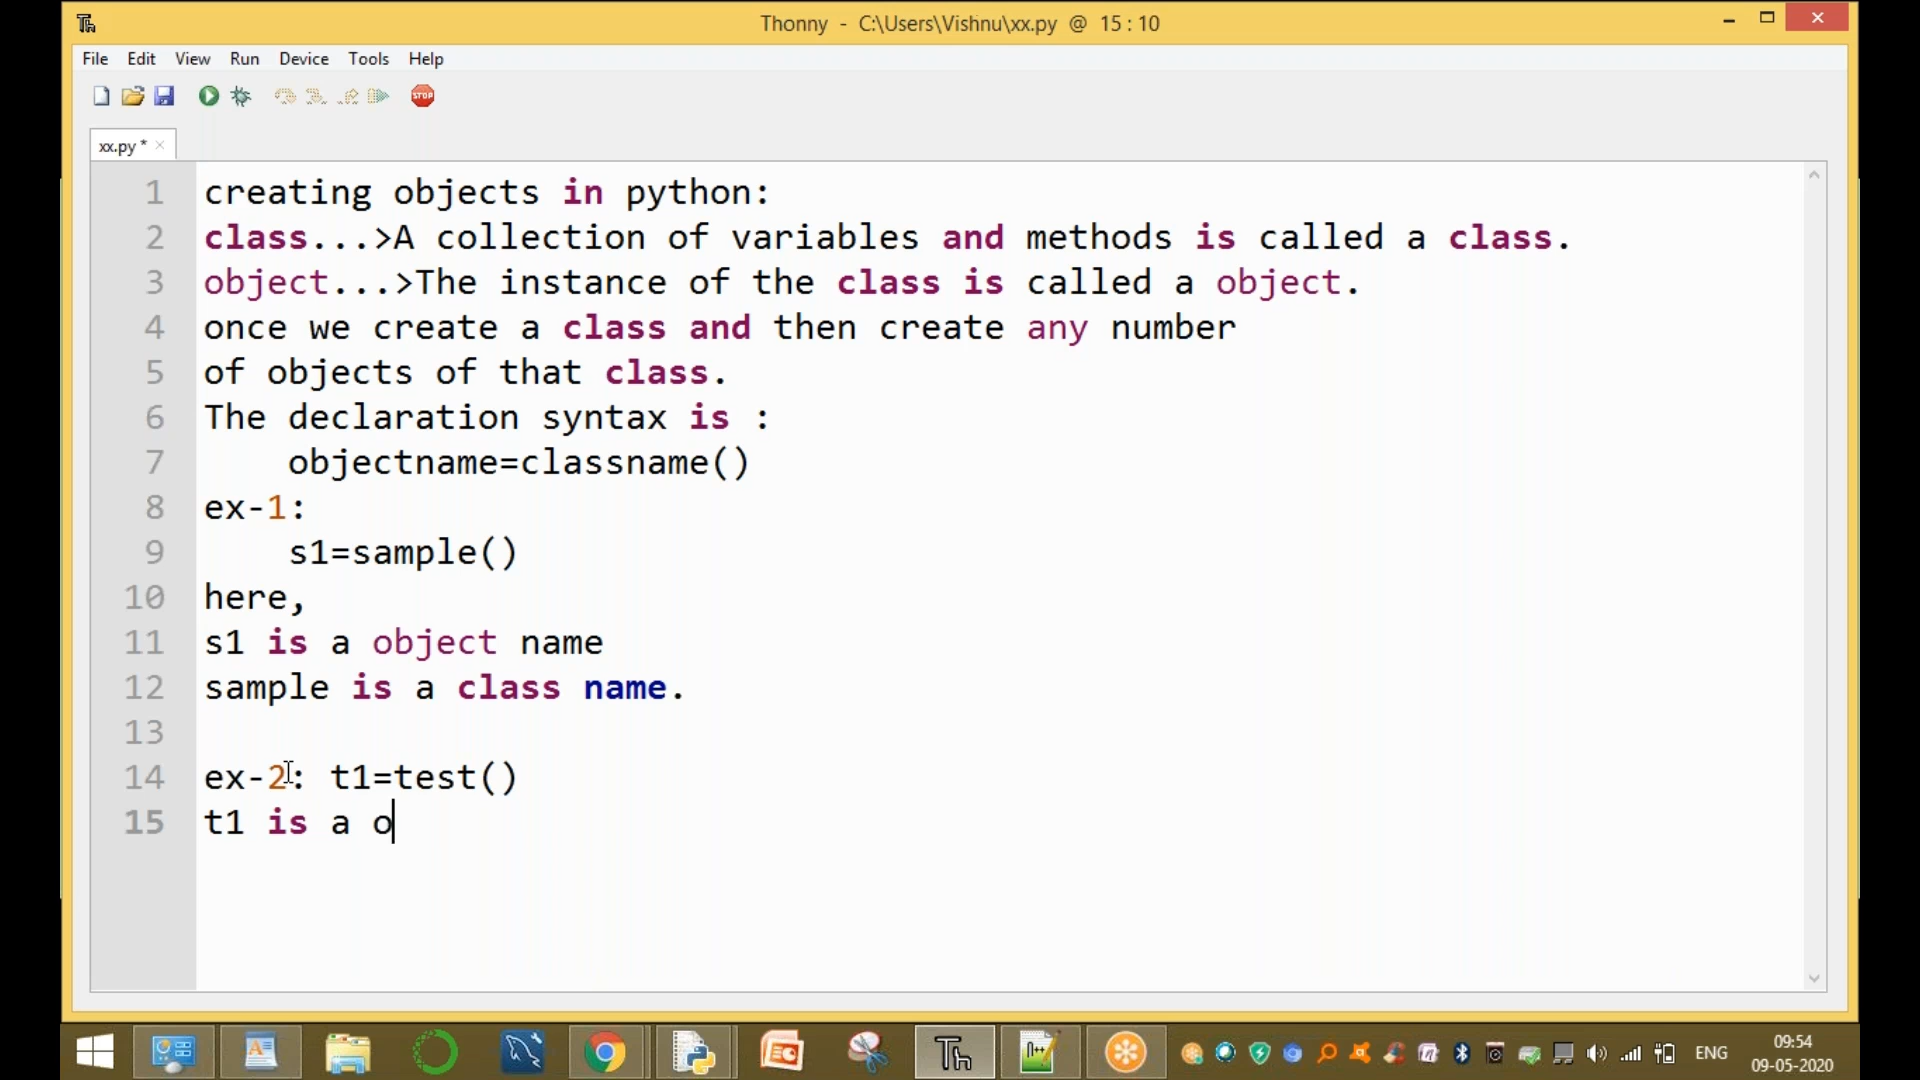 Thonny - C:\Users\Vishnu\xx.py @ 15 : 10
File Edit View Run Device Tools Help
STOP
xx.py *
1 creating objects in python:
2 class...>A collection of variables and methods is called a class.
3 object...>The instance of the class is called a object.
4 once we create a class and then create any number
5 of objects of that class.
6 The declaration syntax is :
7 objectname=classname()
8 ex-1:
9 s1=sample()
10 here,
11 s1 is a object name
12 sample is a class name.
13
14 ex-2: t1=test()
15 t1 is a o
ENG
09:54
09-05-2020